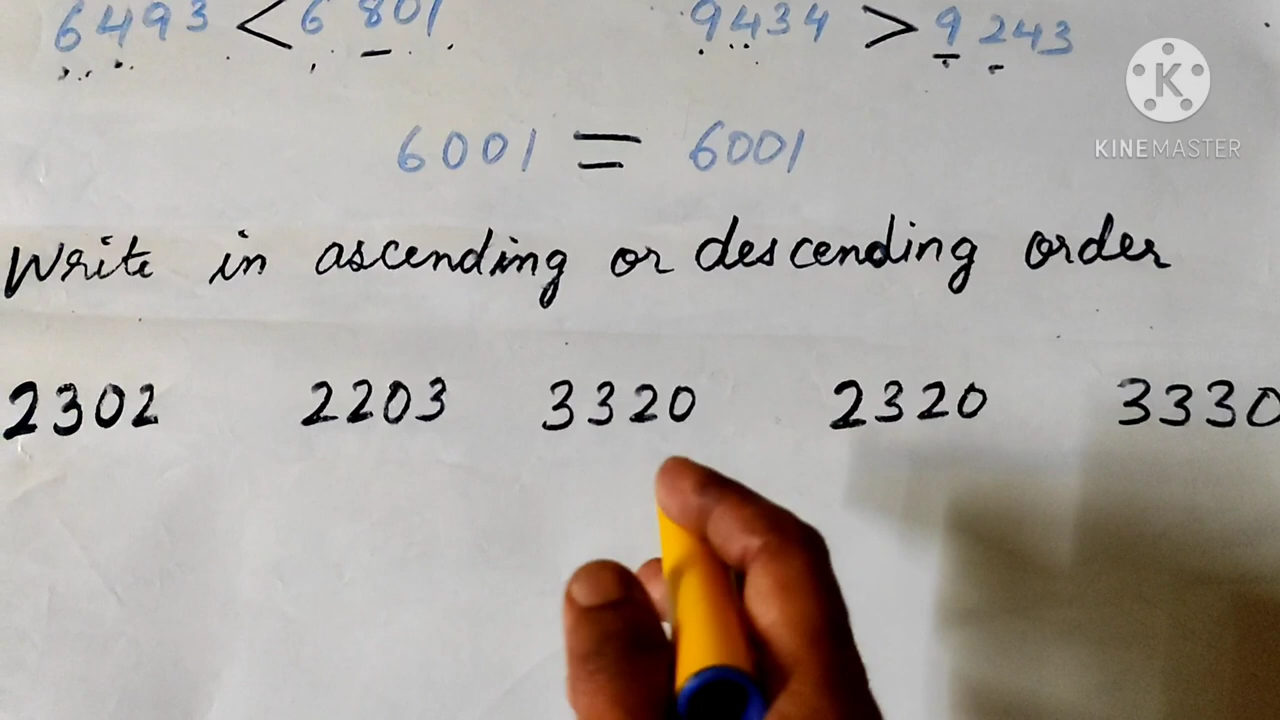 6493 < 6801 9434 > 9243
K
KINEMASTER
6001 = 6001
Write in ascending or descending order
2302 2203 3320 2320 3330